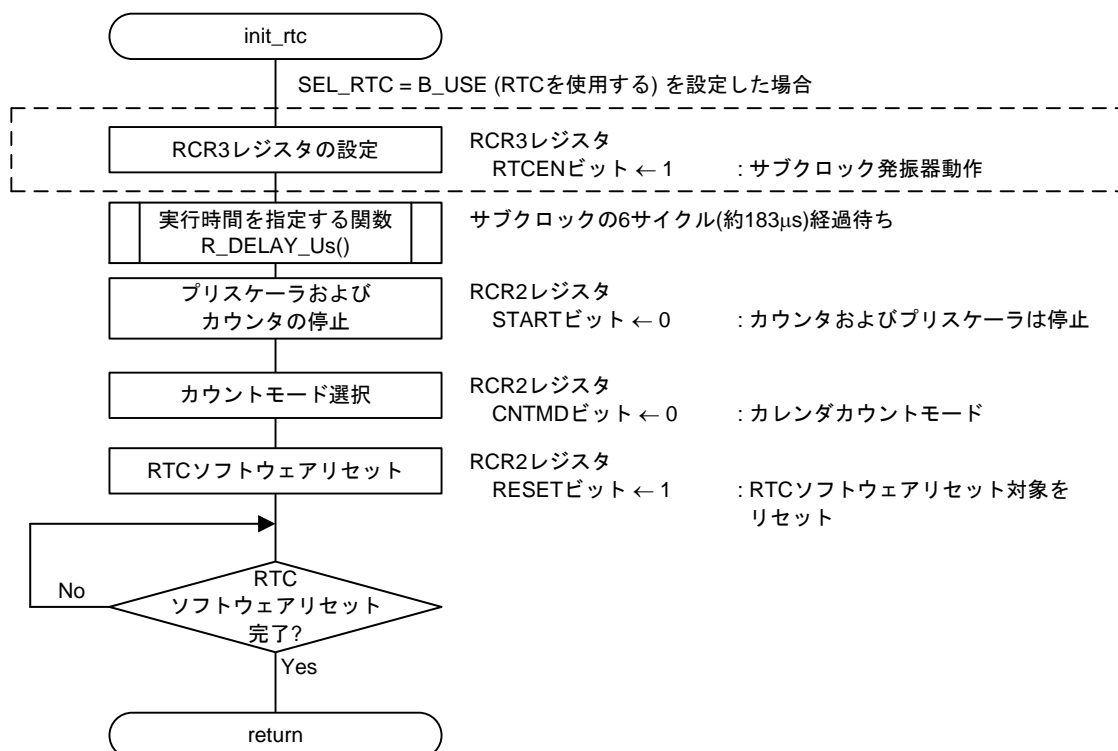 init_rtc
SEL_RTC = B_USE (RTCを使用する) を設定した場合
RCR3レジスタの設定
RCR3レジスタ
RTCENビット ← 1 : サブクロック発振器動作
実行時間を指定する関数
R_DELAY_Us()
サブクロックの6サイクル(約183μs)経過待ち
プリスケーラおよび
カウンタの停止
RCR2レジスタ
STARTビット ← 0 : カウンタおよびプリスケーラは停止
カウントモード選択
RCR2レジスタ
CNTMDビット ← 0 : カレンダカウントモード
RTCソフトウェアリセット
RCR2レジスタ
RESETビット ← 1 : RTCソフトウェアリセット対象を
リセット
No
RTC
ソフトウェアリセット
完了?
Yes
return